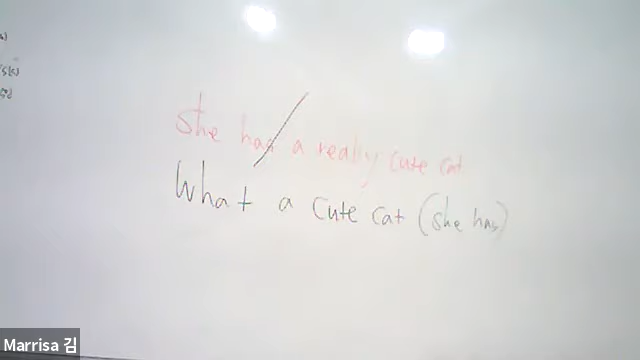 she has a really cute cat
What a cute cat (she has)
Marrisa 김